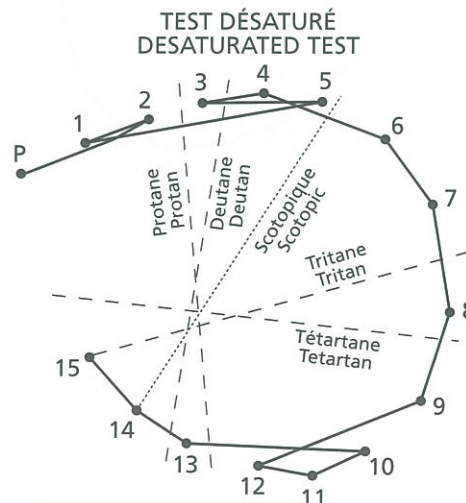 TEST DÉSATURÉ
DESATURATED TEST
P
1
2
3
4
5
6
7
8
9
10
11
12
13
14
15
Protane
Protan
Deutane
Deutan
Scotopique
Scotopic
Tritane
Tritan
Tétartane
Tetartan